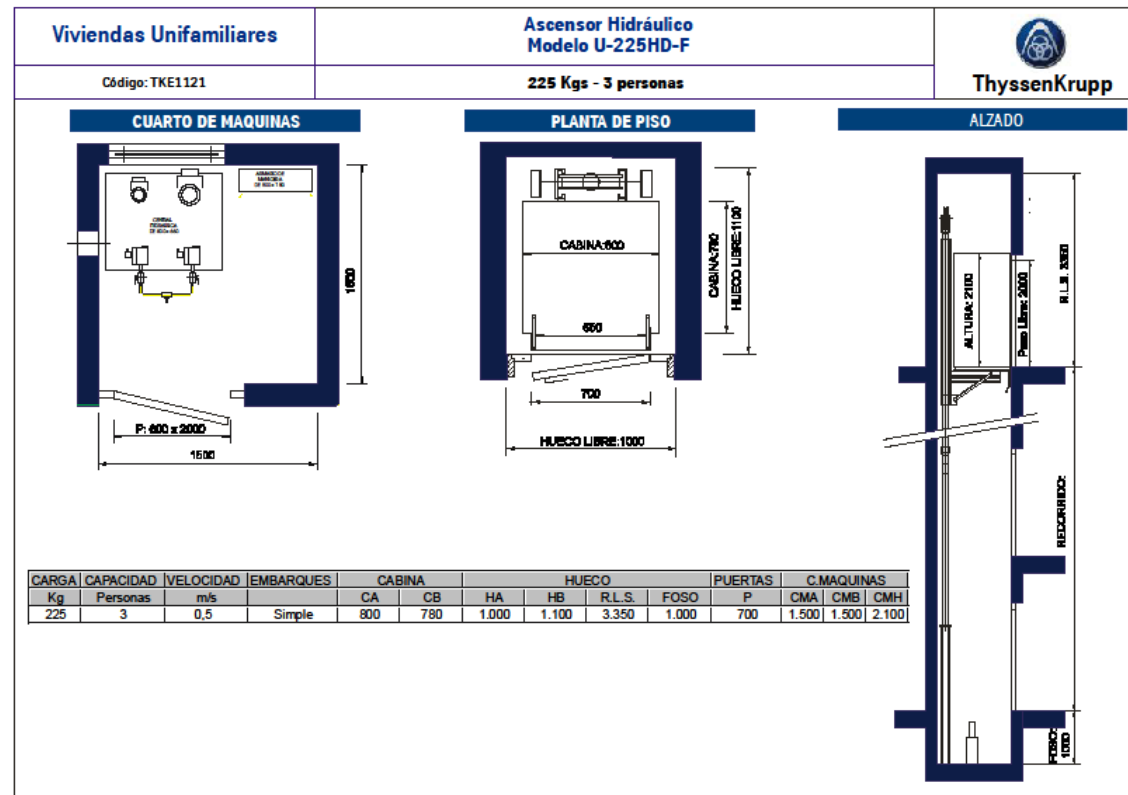 Viviendas Unifamiliares
Ascensor Hidráulico
Modelo U-225HD-F
Código: TKE1121
225 Kgs - 3 personas
ThyssenKrupp
CUARTO DE MAQUINAS
PLANTA DE PISO
ALZADO
P: 800 x 2000
1500
CABINA:800
CABINA:780
HUECO LIBRE:1100
650
700
HUECO LIBRE:1000
ALTURA: 2100
Paso Libre: 2000
R.L.S. 3350
RECORRIDO:
FOSO:
1000
CARGA CAPACIDAD VELOCIDAD EMBARQUES CABINA HUECO PUERTAS C.MAQUINAS
Kg Personas m/s CA CB HA HB R.L.S. FOSO P CMA CMB CMH
225 3 0,5 Simple 800 780 1.000 1.100 3.350 1.000 700 1.500 1.500 2.100